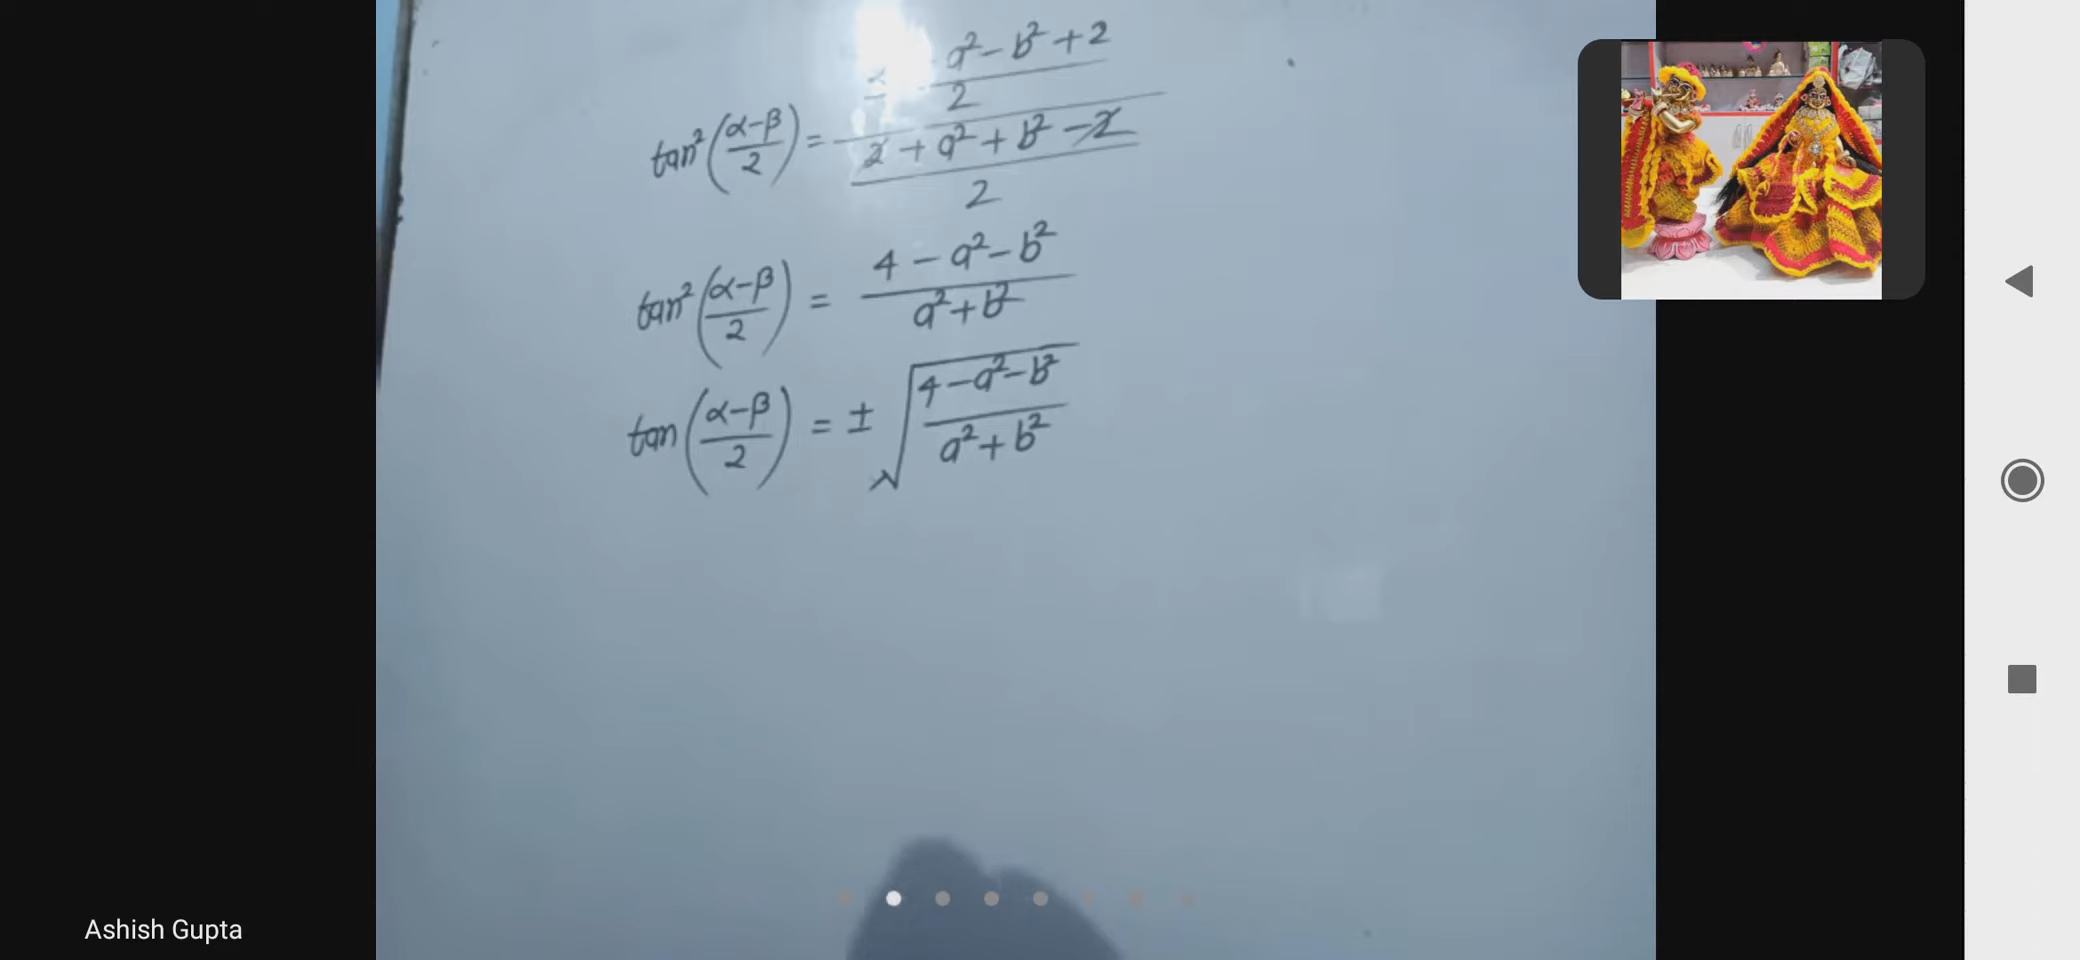 tan²((α-β)/2) = ((2 - a² - b² + 2)/2)/((2 + a² + b² - 2)/2)
tan²((α-β)/2) = (4 - a² - b²)/(a² + b²)
tan((α-β)/2) = ± √((4 - a² - b²)/(a² + b²))
Ashish Gupta